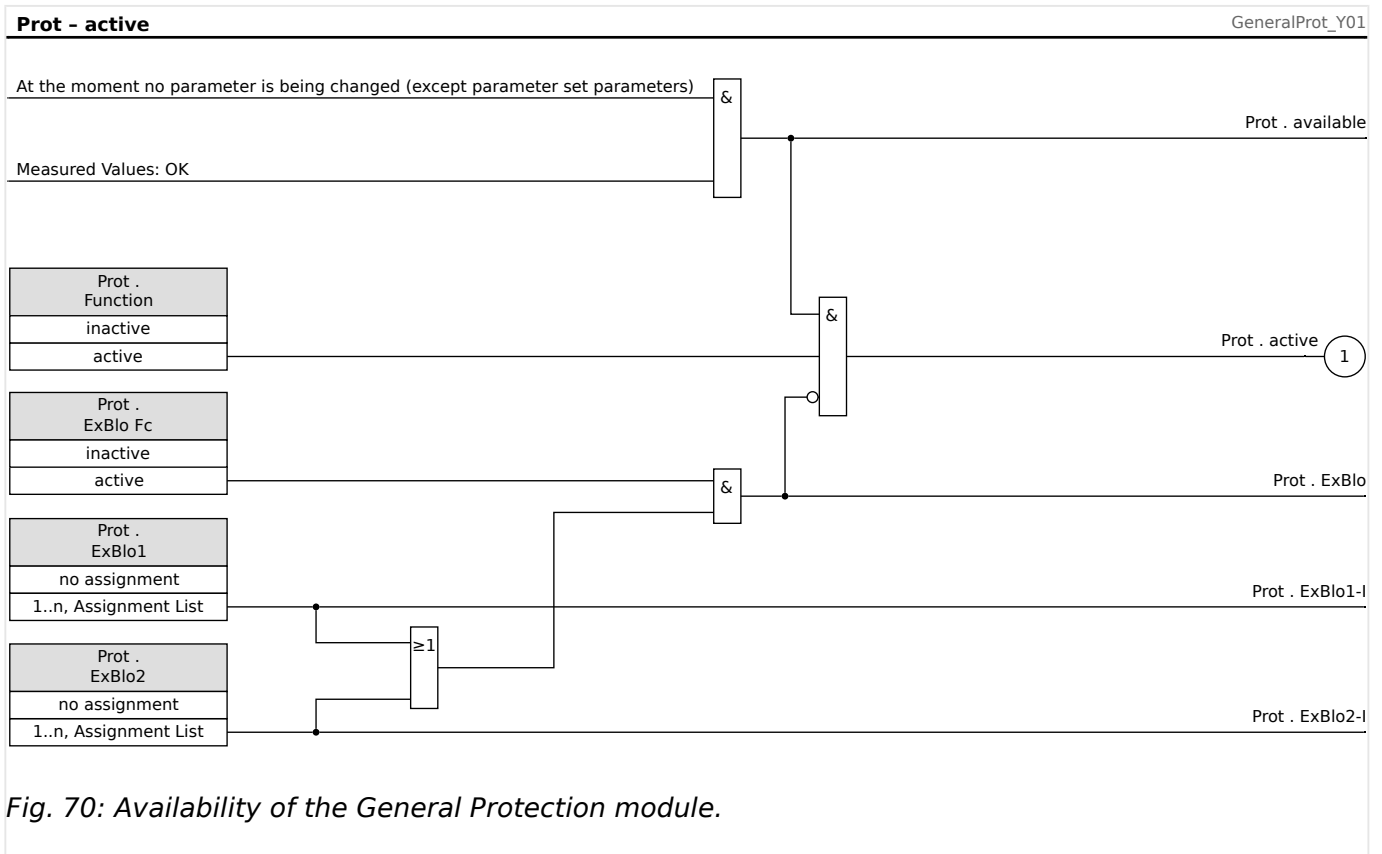 Prot – active
GeneralProt_Y01
At the moment no parameter is being changed (except parameter set parameters)
&
Prot . available
Measured Values: OK
Prot .
Function
inactive
active
&
Prot . active
1
Prot .
ExBlo Fc
inactive
active
&
Prot . ExBlo
Prot .
ExBlo1
no assignment
1..n, Assignment List
Prot . ExBlo1-I
≥1
Prot .
ExBlo2
no assignment
1..n, Assignment List
Prot . ExBlo2-I
Fig. 70: Availability of the General Protection module.